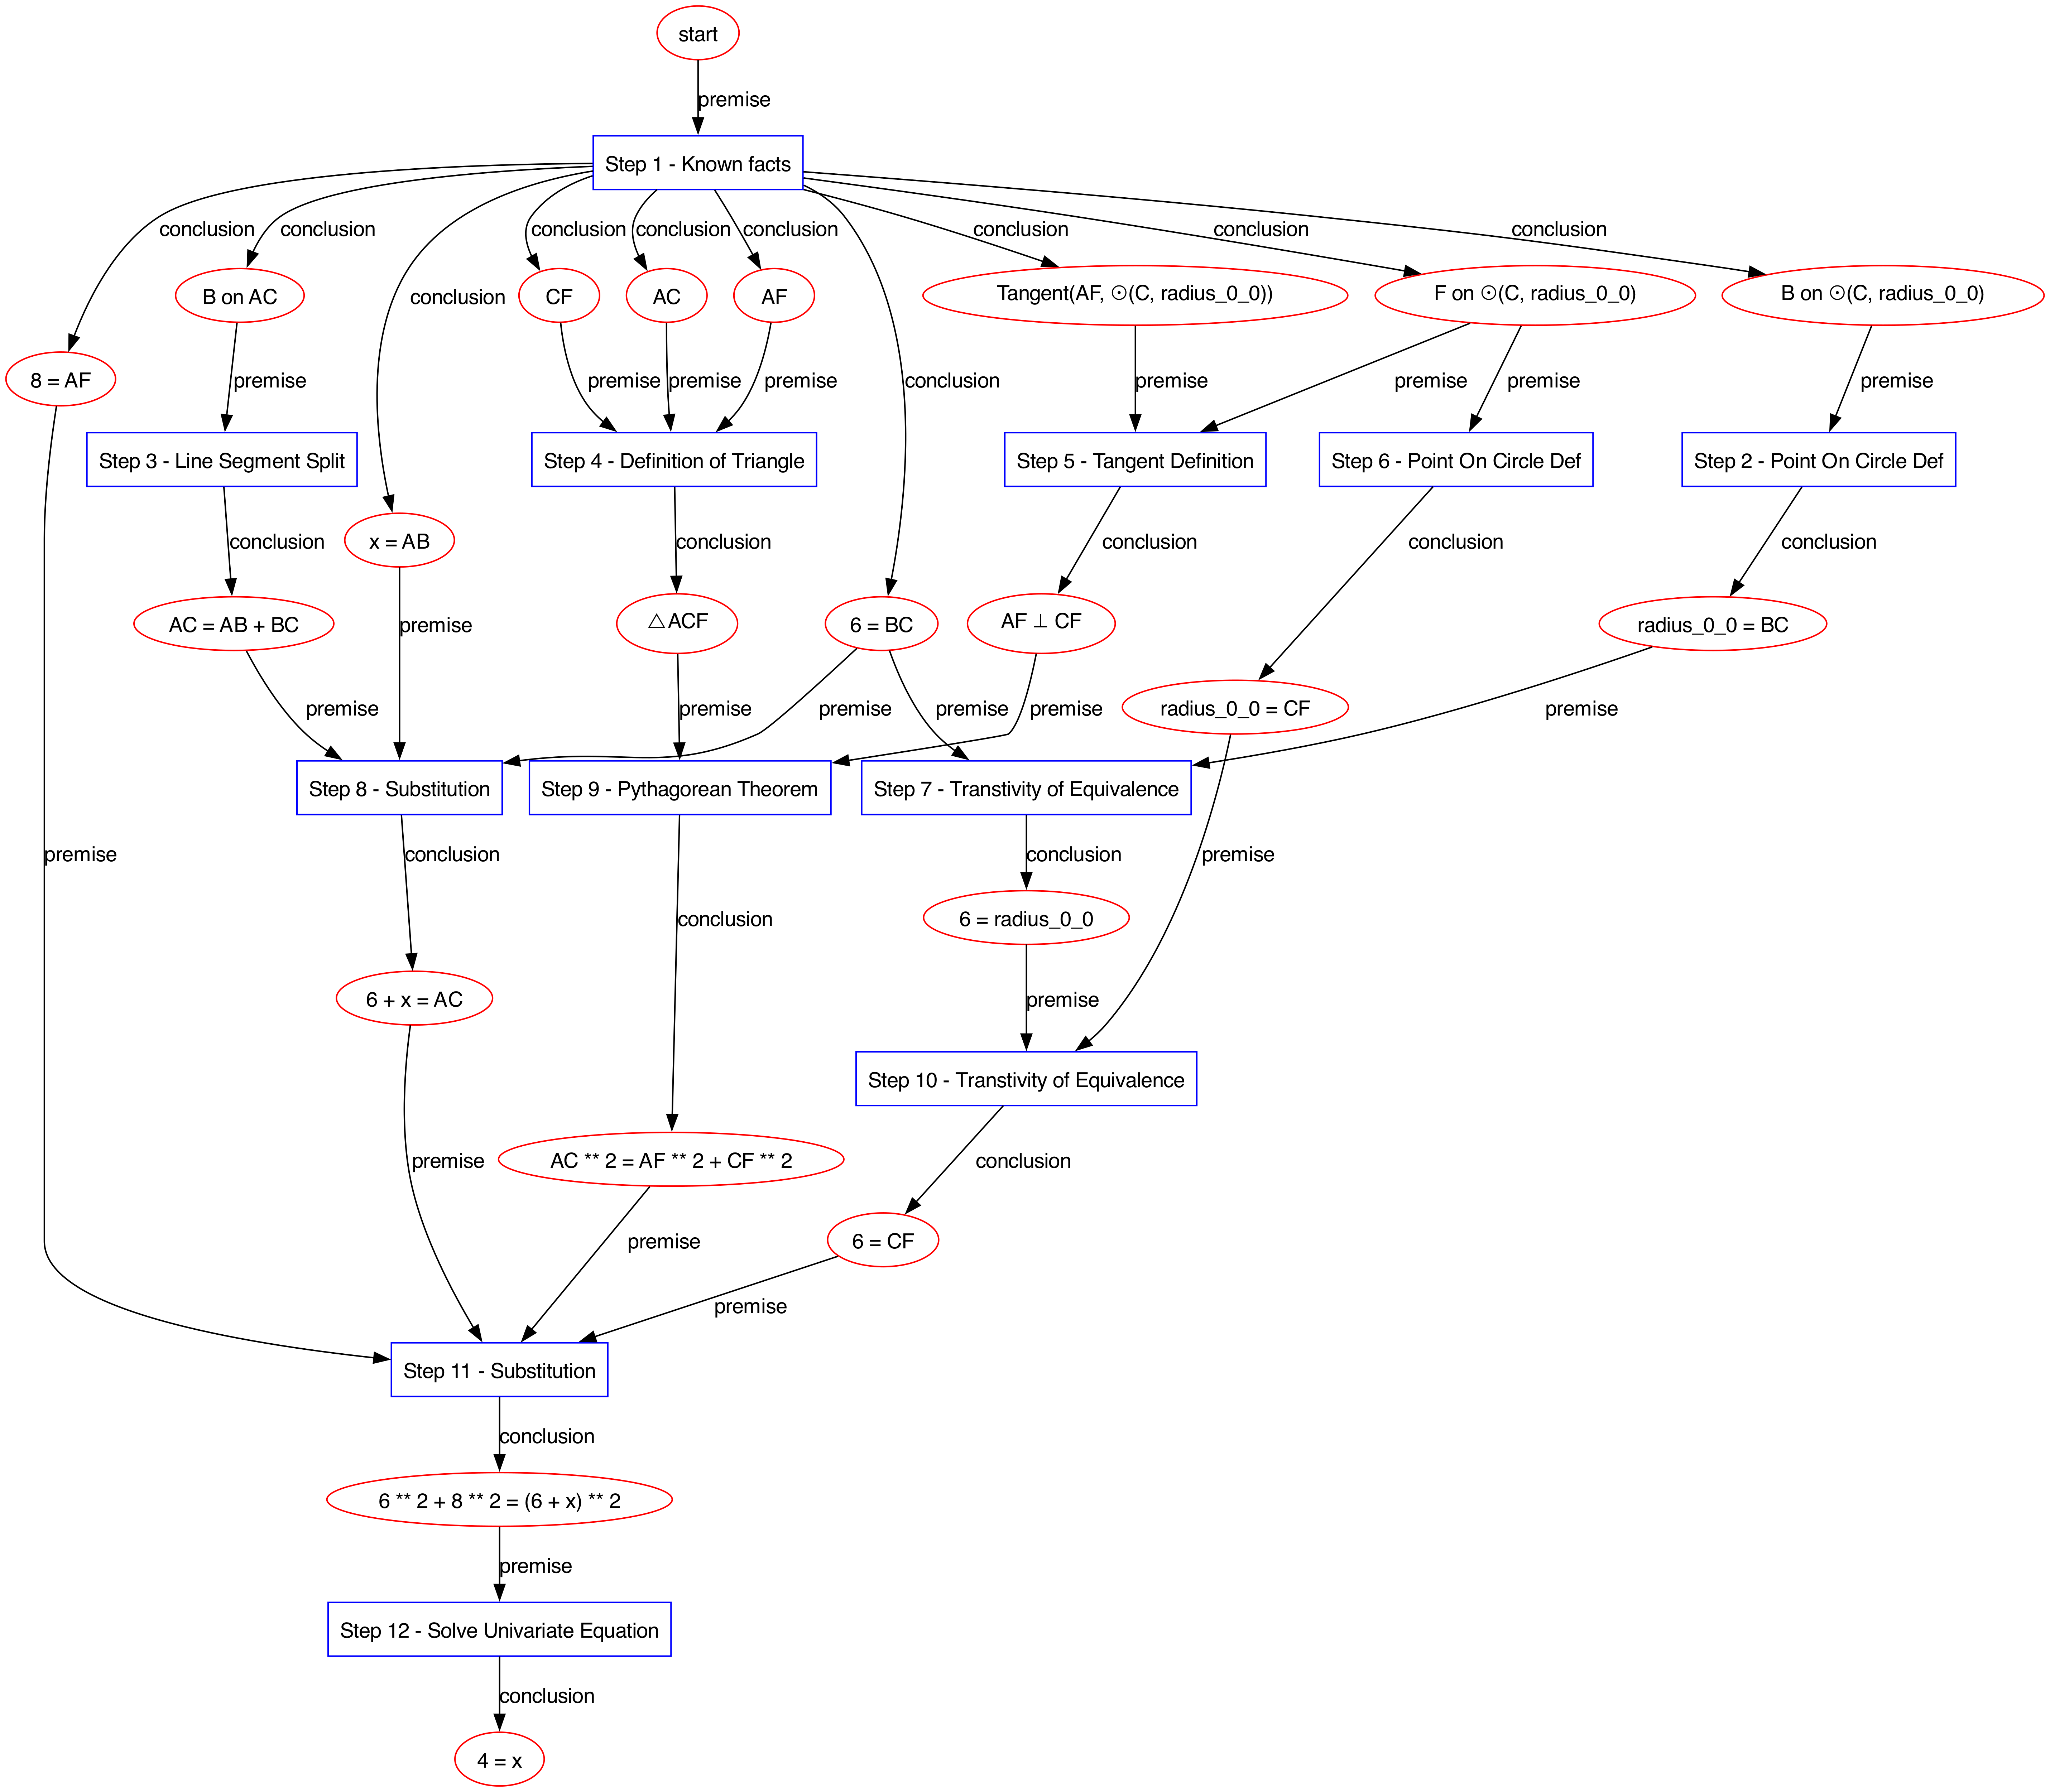 start
premise
Step 1 - Known facts
conclusion
conclusion
conclusion
conclusion
conclusion
conclusion
conclusion
conclusion
conclusion
conclusion
B on AC
CF
AC
AF
Tangent(AF, ⊙(C, radius_0_0))
F on ⊙(C, radius_0_0)
B on ⊙(C, radius_0_0)
8 = AF
premise
premise
premise
premise
premise
premise
premise
premise
Step 3 - Line Segment Split
Step 4 - Definition of Triangle
Step 5 - Tangent Definition
Step 6 - Point On Circle Def
Step 2 - Point On Circle Def
conclusion
x = AB
conclusion
conclusion
conclusion
conclusion
AC = AB + BC
premise
△ACF
6 = BC
AF ⊥ CF
radius_0_0 = BC
premise
premise
premise
premise
premise
radius_0_0 = CF
premise
Step 8 - Substitution
Step 9 - Pythagorean Theorem
Step 7 - Transtivity of Equivalence
premise
conclusion
conclusion
premise
conclusion
6 = radius_0_0
6 + x = AC
premise
Step 10 - Transtivity of Equivalence
premise
AC ** 2 = AF ** 2 + CF ** 2
conclusion
premise
6 = CF
premise
Step 11 - Substitution
conclusion
6 ** 2 + 8 ** 2 = (6 + x) ** 2
premise
Step 12 - Solve Univariate Equation
conclusion
4 = x